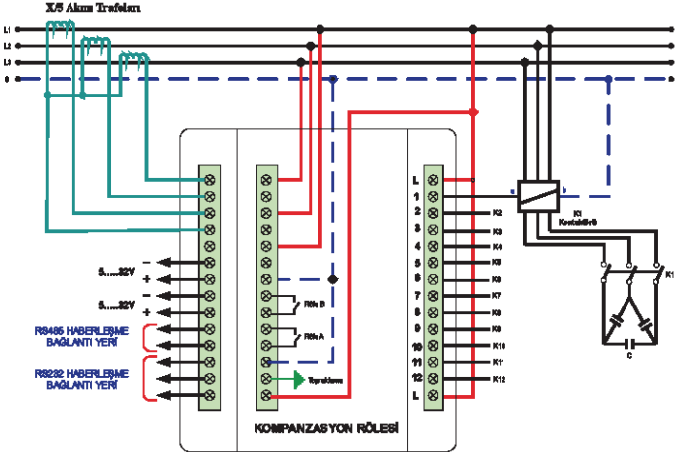 X/5 Akım Trafoları
L1
L2
L3
L
1
2
3
4
5
6
7
8
9
10
11
12
L
K2
K3
K4
K5
K6
K7
K8
K9
K10
K11
K12
K1
Kontaktörü
K1
C
−
5.....32V
+
−
5.....32V
+
RS485 HABERLEŞME
BAĞLANTI YERİ
RS232 HABERLEŞME
BAĞLANTI YERİ
Röle B
Röle A
Topraklama
KOMPANZASYON RÖLESİ